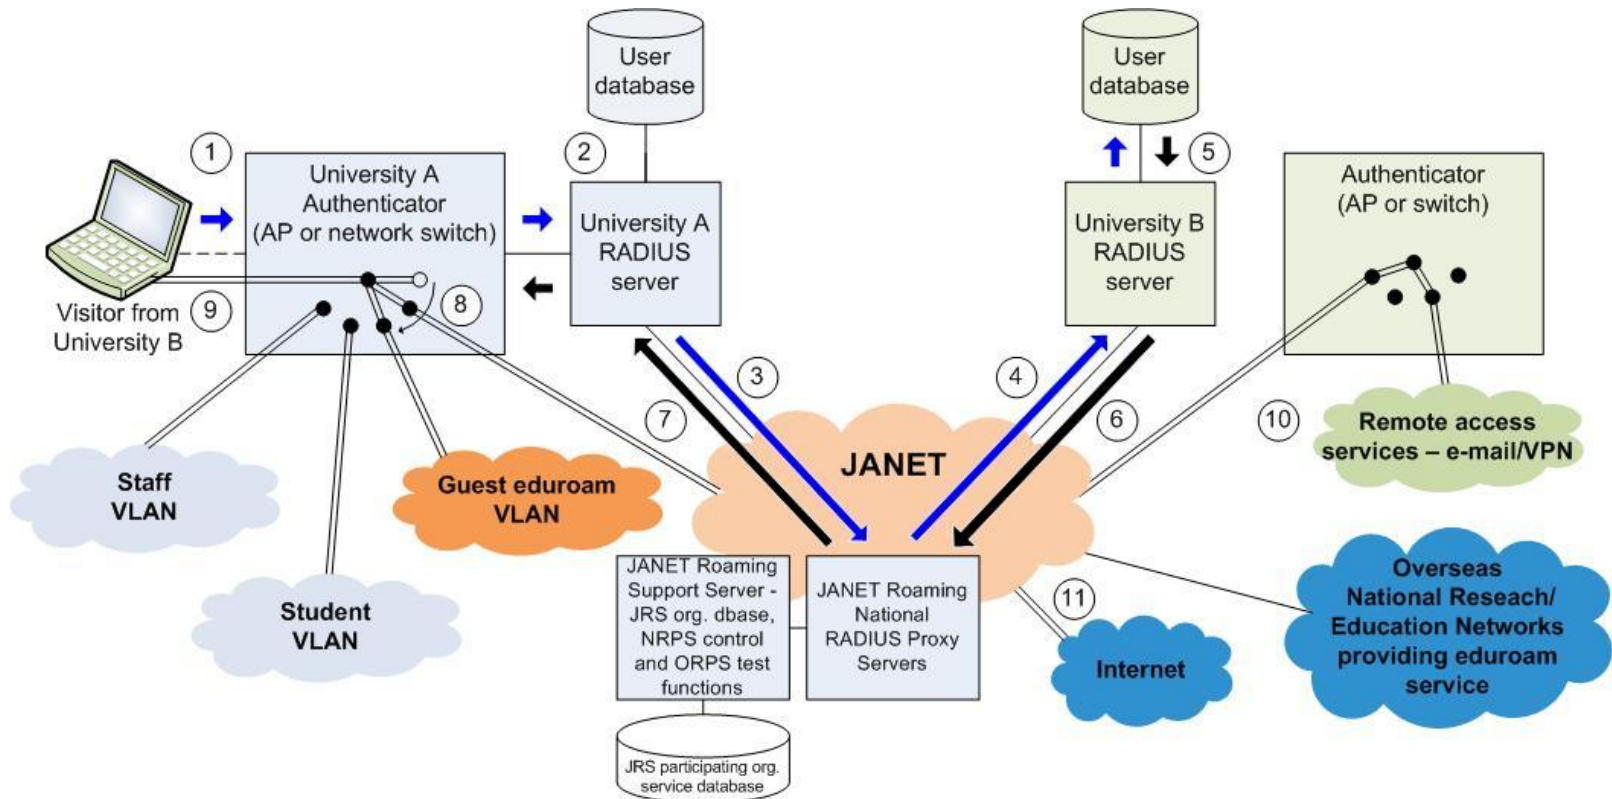 User
database
User
database
1
2
5
University A
Authenticator
(AP or network switch)
University A
RADIUS
server
University B
RADIUS
server
Authenticator
(AP or switch)
Visitor from
University B
9
8
3
4
7
6
10
Remote access
services – e-mail/VPN
JANET
Staff
VLAN
Guest eduroam
VLAN
Student
VLAN
JANET Roaming
Support Server -
JRS org. dbase,
NRPS control
and ORPS test
functions
JANET Roaming
National
RADIUS Proxy
Servers
11
Internet
Overseas
National Reseach/
Education Networks
providing eduroam
service
JRS participating org.
service database